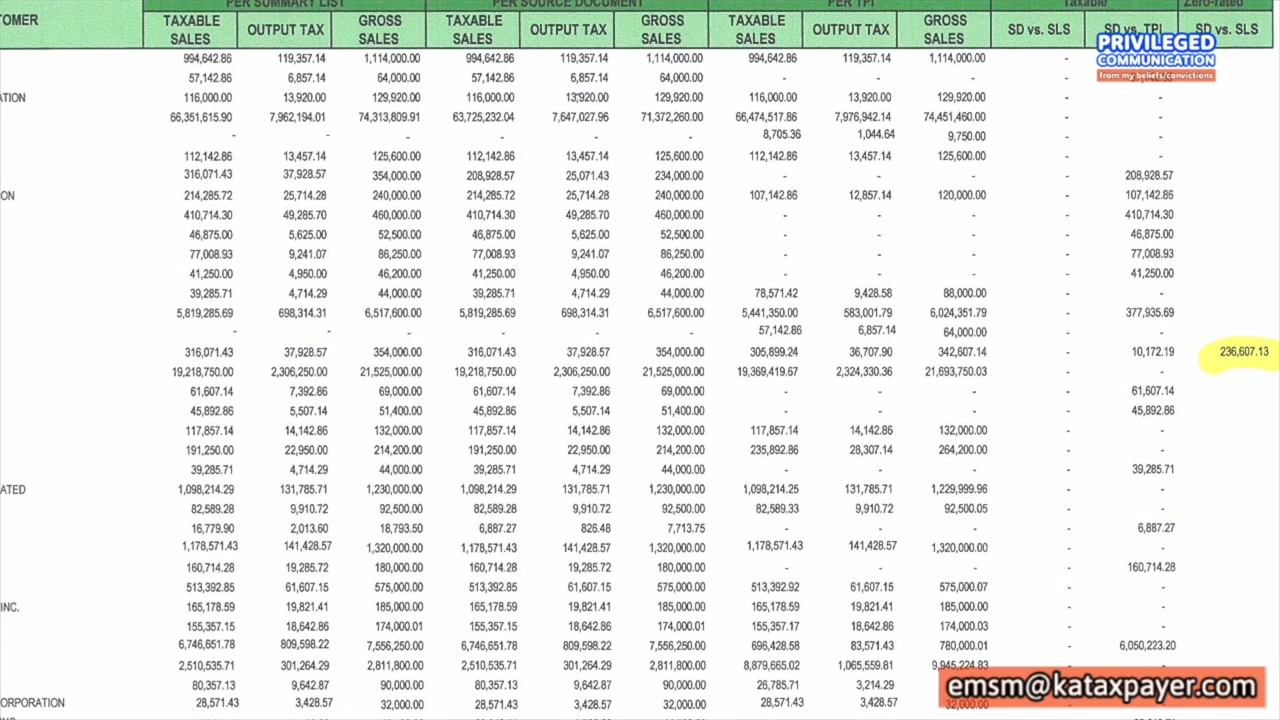 PER SUMMARY LIST PER SOURCE DOCUMENT PER TPI Taxable Zero-rated
TOMER TAXABLE SALES OUTPUT TAX GROSS SALES TAXABLE SALES OUTPUT TAX GROSS SALES TAXABLE SALES OUTPUT TAX GROSS SALES SD vs. SLS SD vs. TPI SD vs. SLS
PRIVILEGED
COMMUNICATION
from my beliefs/convictions
994,642.86 119,357.14 1,114,000.00 994,642.86 119,357.14 1,114,000.00 994,642.86 119,357.14 1,114,000.00 -
57,142.86 6,857.14 64,000.00 57,142.86 6,857.14 64,000.00 - - - -
ATION 116,000.00 13,920.00 129,920.00 116,000.00 13,920.00 129,920.00 116,000.00 13,920.00 129,920.00 - -
66,351,615.90 7,962,194.01 74,313,809.91 63,725,232.04 7,647,027.96 71,372,260.00 66,474,517.86 7,976,942.14 74,451,460.00 - -
- - - - - - 8,705.36 1,044.64 9,750.00 - -
112,142.86 13,457.14 125,600.00 112,142.86 13,457.14 125,600.00 112,142.86 13,457.14 125,600.00 - -
316,071.43 37,928.57 354,000.00 208,928.57 25,071.43 234,000.00 - - - - 208,928.57
ON 214,285.72 25,714.28 240,000.00 214,285.72 25,714.28 240,000.00 107,142.86 12,857.14 120,000.00 - 107,142.86
410,714.30 49,285.70 460,000.00 410,714.30 49,285.70 460,000.00 - - - - 410,714.30
46,875.00 5,625.00 52,500.00 46,875.00 5,625.00 52,500.00 - - - - 46,875.00
77,008.93 9,241.07 86,250.00 77,008.93 9,241.07 86,250.00 - - - - 77,008.93
41,250.00 4,950.00 46,200.00 41,250.00 4,950.00 46,200.00 - - - - 41,250.00
39,285.71 4,714.29 44,000.00 39,285.71 4,714.29 44,000.00 78,571.42 9,428.58 88,000.00 - -
5,819,285.69 698,314.31 6,517,600.00 5,819,285.69 698,314.31 6,517,600.00 5,441,350.00 583,001.79 6,024,351.79 - 377,935.69
- - - - - - 57,142.86 6,857.14 64,000.00 - -
316,071.43 37,928.57 354,000.00 316,071.43 37,928.57 354,000.00 305,899.24 36,707.90 342,607.14 - 10,172.19 236,607.13
19,218,750.00 2,306,250.00 21,525,000.00 19,218,750.00 2,306,250.00 21,525,000.00 19,369,419.67 2,324,330.36 21,693,750.03 - -
61,607.14 7,392.86 69,000.00 61,607.14 7,392.86 69,000.00 - - - - 61,607.14
45,892.86 5,507.14 51,400.00 45,892.86 5,507.14 51,400.00 - - - - 45,892.86
117,857.14 14,142.86 132,000.00 117,857.14 14,142.86 132,000.00 117,857.14 14,142.86 132,000.00 - -
191,250.00 22,950.00 214,200.00 191,250.00 22,950.00 214,200.00 235,892.86 28,307.14 264,200.00 - -
39,285.71 4,714.29 44,000.00 39,285.71 4,714.29 44,000.00 - - - - 39,285.71
ATED 1,098,214.29 131,785.71 1,230,000.00 1,098,214.29 131,785.71 1,230,000.00 1,098,214.25 131,785.71 1,229,999.96 - -
82,589.28 9,910.72 92,500.00 82,589.28 9,910.72 92,500.00 82,589.33 9,910.72 92,500.05 - -
16,779.90 2,013.60 18,793.50 6,887.27 826.48 7,713.75 - - - - 6,887.27
1,178,571.43 141,428.57 1,320,000.00 1,178,571.43 141,428.57 1,320,000.00 1,178,571.43 141,428.57 1,320,000.00 - -
160,714.28 19,285.72 180,000.00 160,714.28 19,285.72 180,000.00 - - - - 160,714.28
513,392.85 61,607.15 575,000.00 513,392.85 61,607.15 575,000.00 513,392.92 61,607.15 575,000.07 - -
INC. 165,178.59 19,821.41 185,000.00 165,178.59 19,821.41 185,000.00 165,178.59 19,821.41 185,000.00 - -
155,357.15 18,642.86 174,000.01 155,357.15 18,642.86 174,000.01 155,357.17 18,642.86 174,000.03 - -
6,746,651.78 809,598.22 7,556,250.00 6,746,651.78 809,598.22 7,556,250.00 696,428.58 83,571.43 780,000.01 - 6,050,223.20
2,510,535.71 301,264.29 2,811,800.00 2,510,535.71 301,264.29 2,811,800.00 8,879,665.02 1,065,559.81 9,945,224.83 - -
80,357.13 9,642.87 90,000.00 80,357.13 9,642.87 90,000.00 26,785.71 3,214.29
ORPORATION 28,571.43 3,428.57 32,000.00 28,571.43 3,428.57 32,000.00 28,571.43 3,428.57 32,000.00
emsm@kataxpayer.com